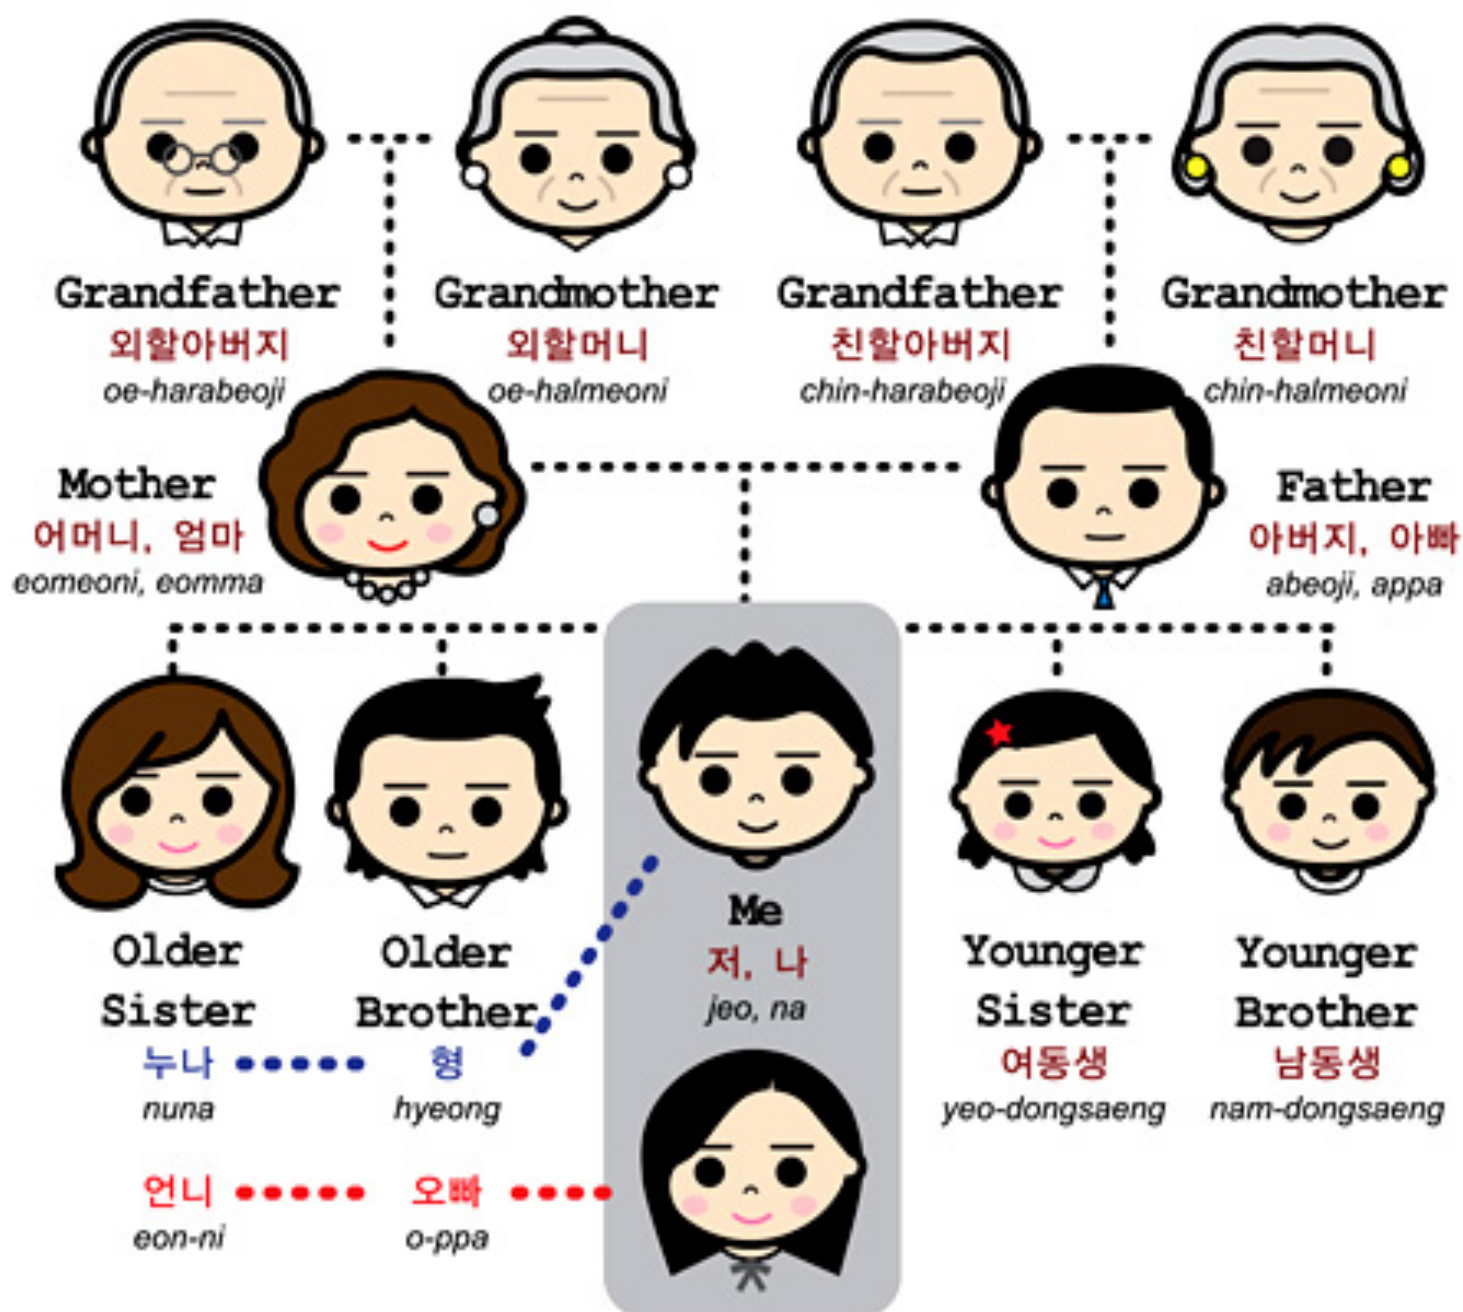 Grandfather
외할아버지
oe-harabeoji
Grandmother
외할머니
oe-halmeoni
Grandfather
친할아버지
chin-harabeoji
Grandmother
친할머니
chin-halmeoni
Mother
어머니, 엄마
eomeoni, eomma
Father
아버지, 아빠
abeoji, appa
Older
Sister
누나
nuna
언니
eon-ni
Older
Brother
형
hyeong
오빠
o-ppa
Me
저, 나
jeo, na
Younger
Sister
여동생
yeo-dongsaeng
Younger
Brother
남동생
nam-dongsaeng